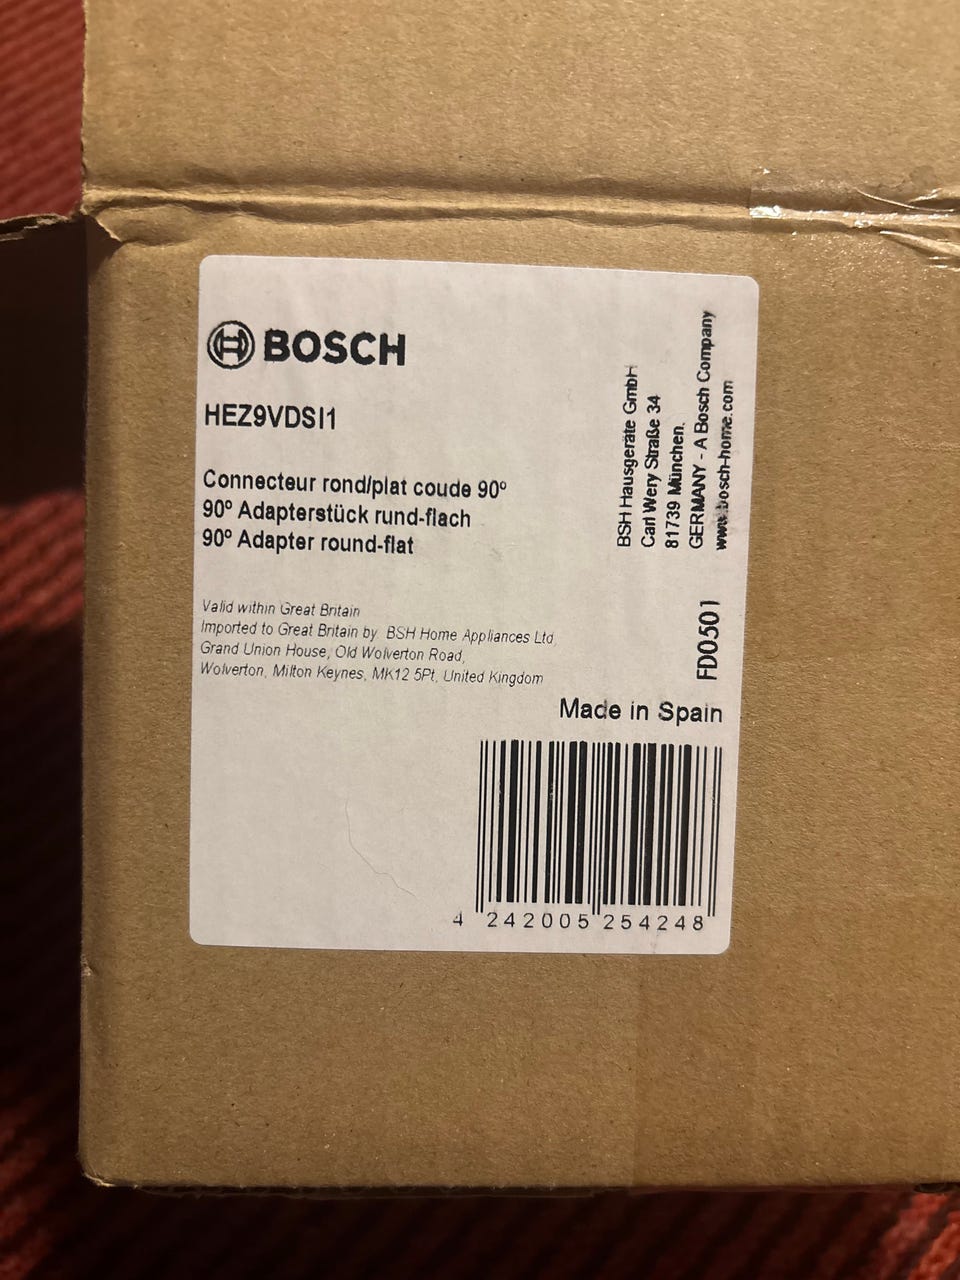 BOSCH
HEZ9VDSI1
Connecteur rond/plat coude 90º
90º Adapterstück rund-flach
90º Adapter round-flat
Valid within Great Britain
Imported to Great Britain by BSH Home Appliances Ltd,
Grand Union House, Old Wolverton Road,
Wolverton, Milton Keynes, MK12 5Pt, United Kingdom
BSH Hausgeräte GmbH
Carl Wery Straße 34
81739 München.
GERMANY - A Bosch Company
www.bosch-home.com
FD0501
Made in Spain
4 242005 254248